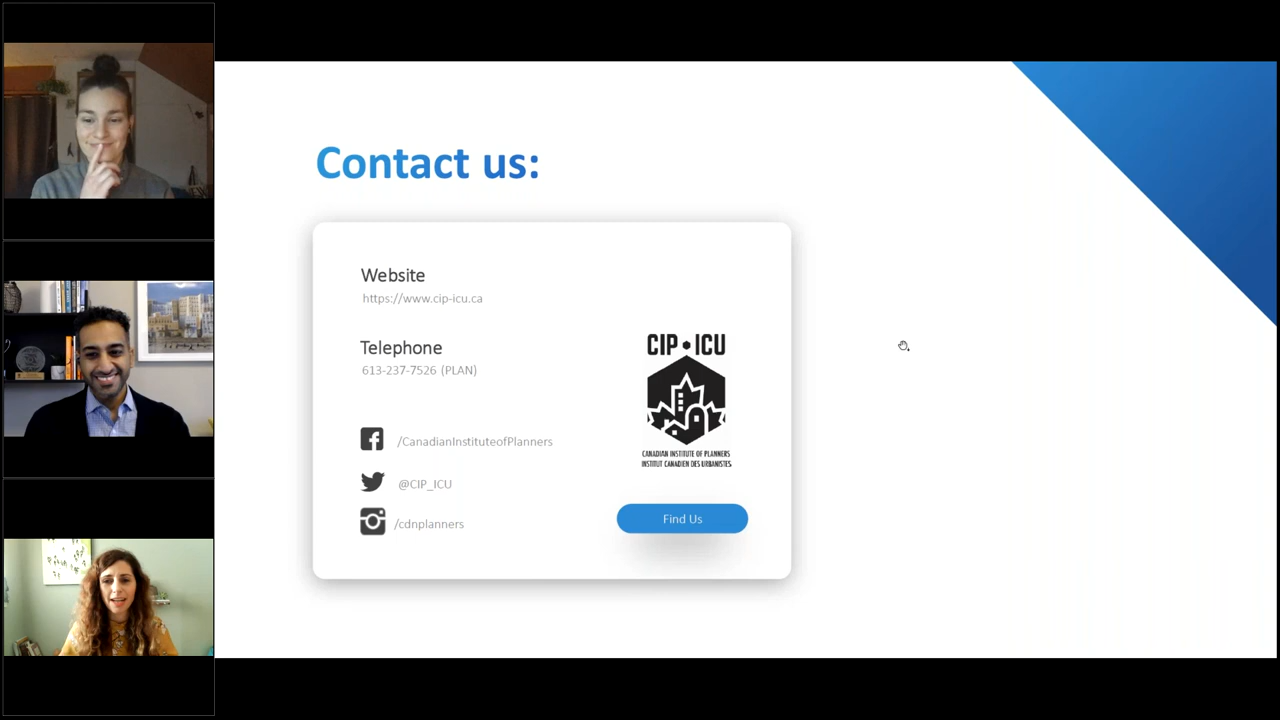 Contact us:
Website
https://www.cip-icu.ca
Telephone
613-237-7526 (PLAN)
/CanadianInstituteofPlanners
@CIP_ICU
/cdnplanners
CIP•ICU
CANADIAN INSTITUTE OF PLANNERS
INSTITUT CANADIEN DES URBANISTES
Find Us